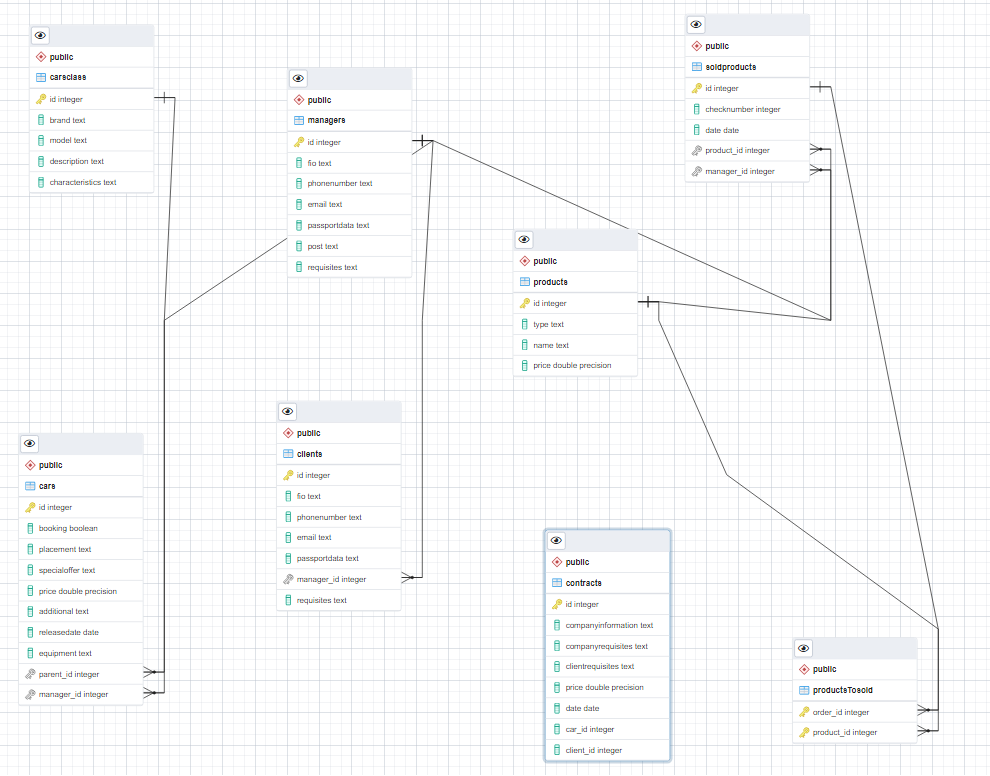 public
carsclass
id integer
brand text
model text
description text
characteristics text
public
managers
id integer
fio text
phonenumber text
email text
passportdata text
post text
requisites text
public
soldproducts
id integer
checknumber integer
date date
product_id integer
manager_id integer
public
products
id integer
type text
name text
price double precision
public
cars
id integer
booking boolean
placement text
specialoffer text
price double precision
additional text
releasedate date
equipment text
parent_id integer
manager_id integer
public
clients
id integer
fio text
phonenumber text
email text
passportdata text
manager_id integer
requisites text
public
contracts
id integer
companyinformation text
companyrequisites text
clientrequisites text
price double precision
date date
car_id integer
client_id integer
public
productsTosold
order_id integer
product_id integer